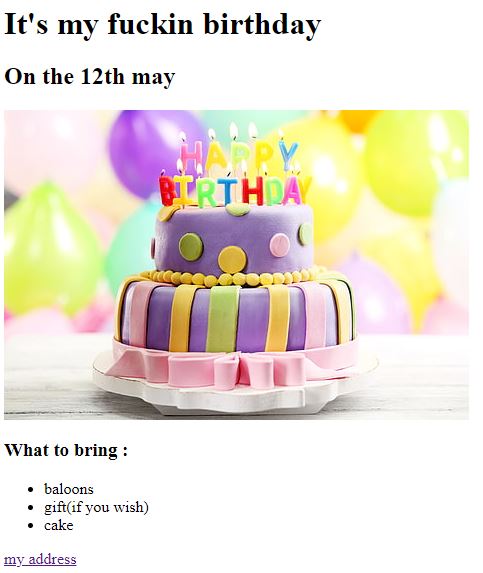 It's my fuckin birthday
On the 12th may
HAPPY
BIRTHDAY
What to bring :
baloons
gift(if you wish)
cake
my address